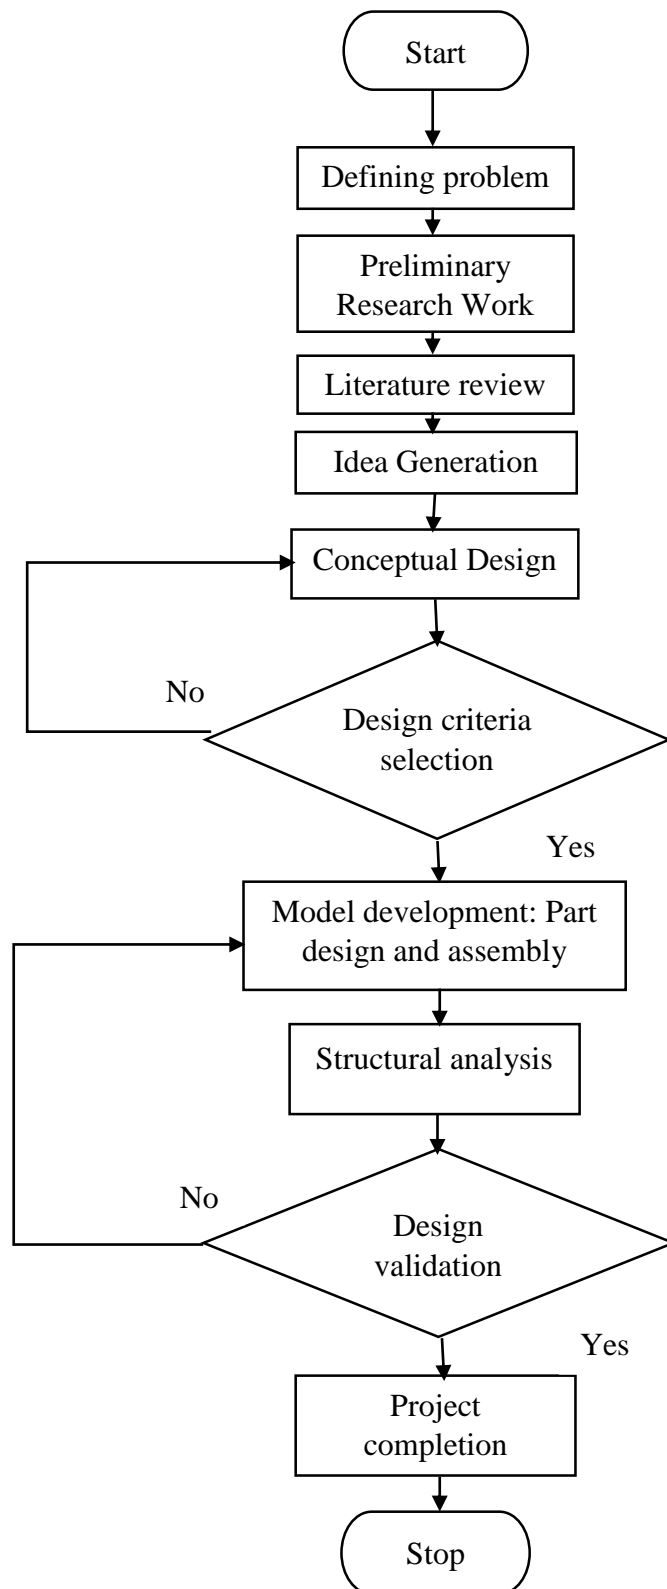 Start
Defining problem
Preliminary
Research Work
Literature review
Idea Generation
Conceptual Design
No
Design criteria
selection
Yes
Model development: Part
design and assembly
Structural analysis
No
Design
validation
Yes
Project
completion
Stop